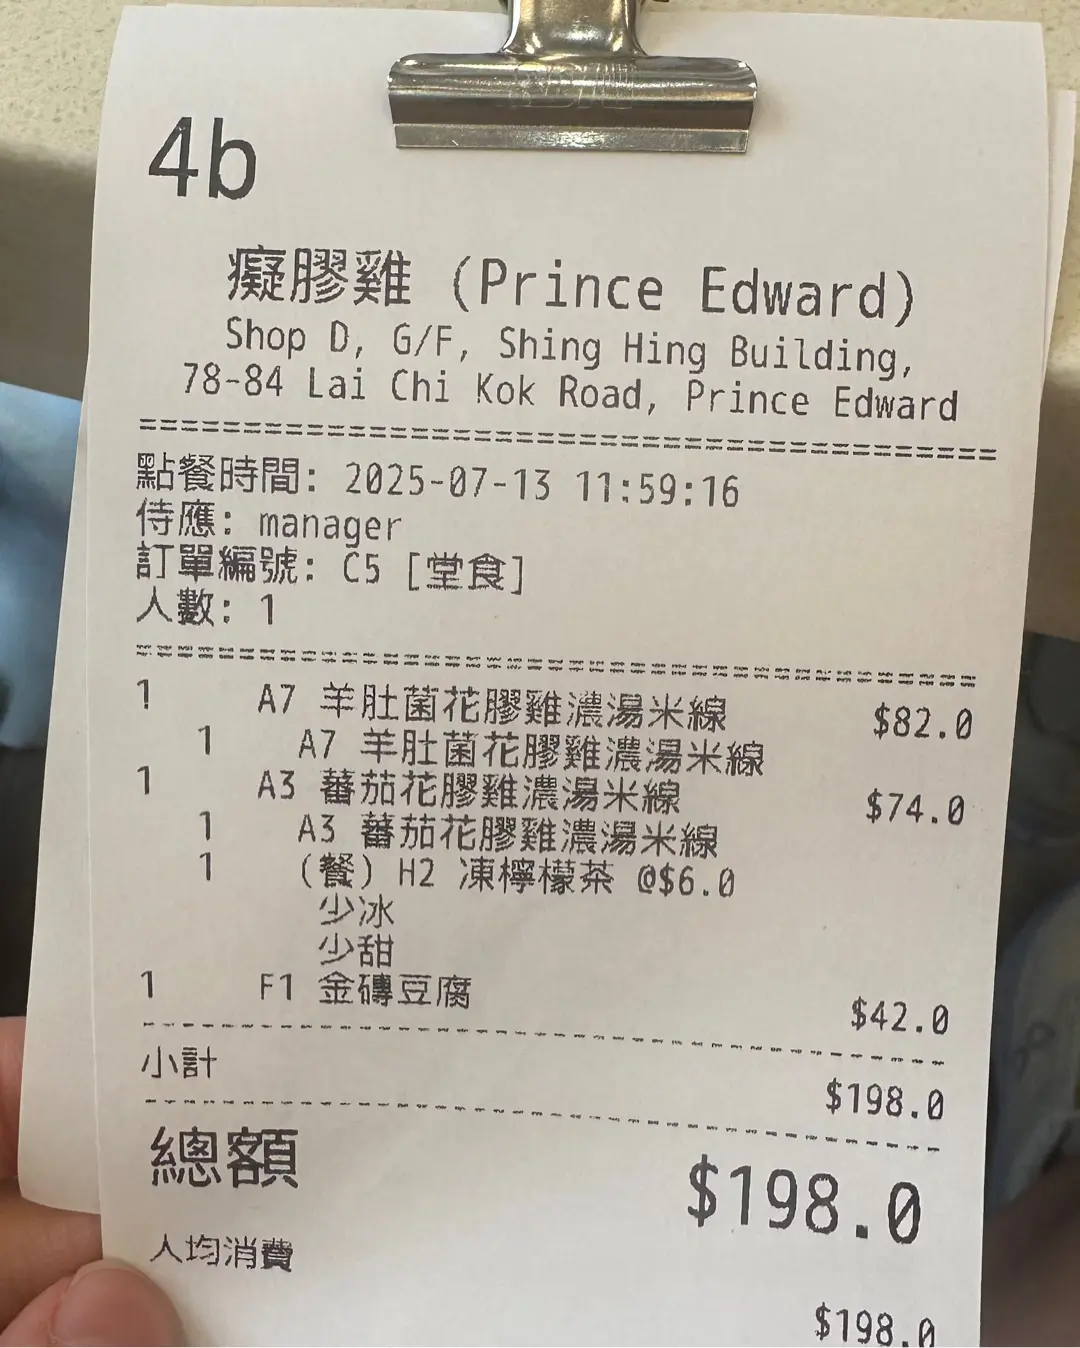 4b
癡膠雞 (Prince Edward)
Shop D, G/F, Shing Hing Building,
78-84 Lai Chi Kok Road, Prince Edward
點餐時間: 2025-07-13 11:59:16
侍應: manager
訂單編號: C5 [堂食]
人數: 1
1 A7 羊肚菌花膠雞濃湯米線 $82.0
1 A7 羊肚菌花膠雞濃湯米線
1 A3 蕃茄花膠雞濃湯米線 $74.0
1 A3 蕃茄花膠雞濃湯米線
1 (餐) H2 凍檸檬茶 @$6.0
少冰
少甜
1 F1 金磚豆腐 $42.0
小計 $198.0
總額 $198.0
人均消費 $198.0